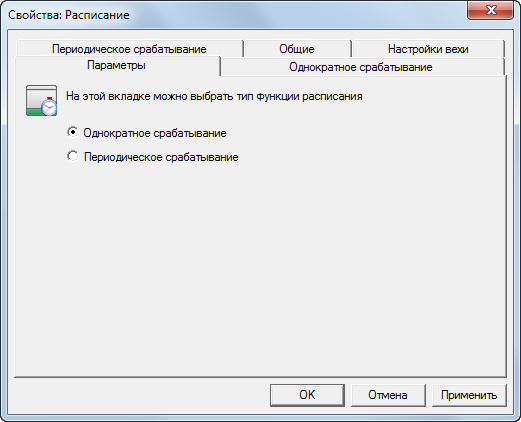 Свойства: Расписание
Периодическое срабатывание
Общие
Настройки вехи
Параметры
Однократное срабатывание
На этой вкладке можно выбрать тип функции расписания
Однократное срабатывание
Периодическое срабатывание
OK
Отмена
Применить